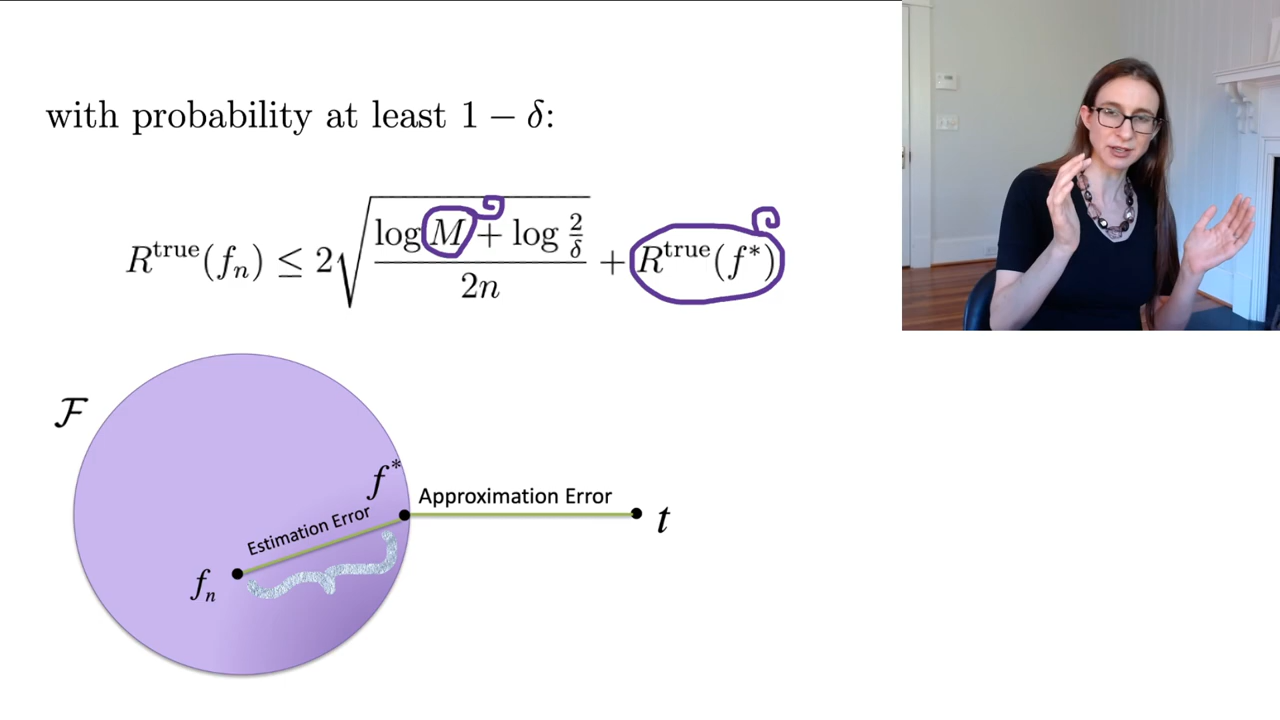 with probability at least 1 − δ:
R^true(f_n) ≤ 2√((log M + log 2/δ)/(2n)) + R^true(f*)
ℱ
f*
Approximation Error
t
Estimation Error
f_n